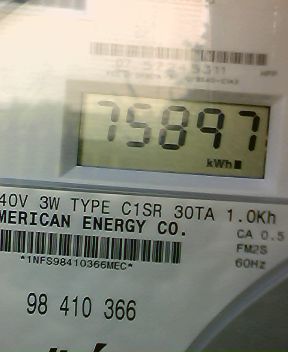 75897
kWh
40V 3W TYPE C1SR 30TA 1.0Kh
MERICAN ENERGY CO.
CA 0.5
FM2S
60Hz
*1NFS98410366MEC*
98 410 366